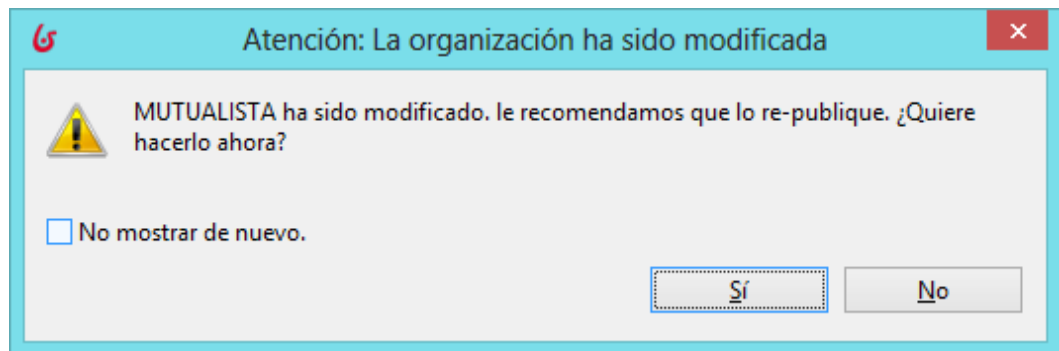 Atención: La organización ha sido modificada
MUTUALISTA ha sido modificado. le recomendamos que lo re-publique. ¿Quiere
hacerlo ahora?
No mostrar de nuevo.
Sí
No